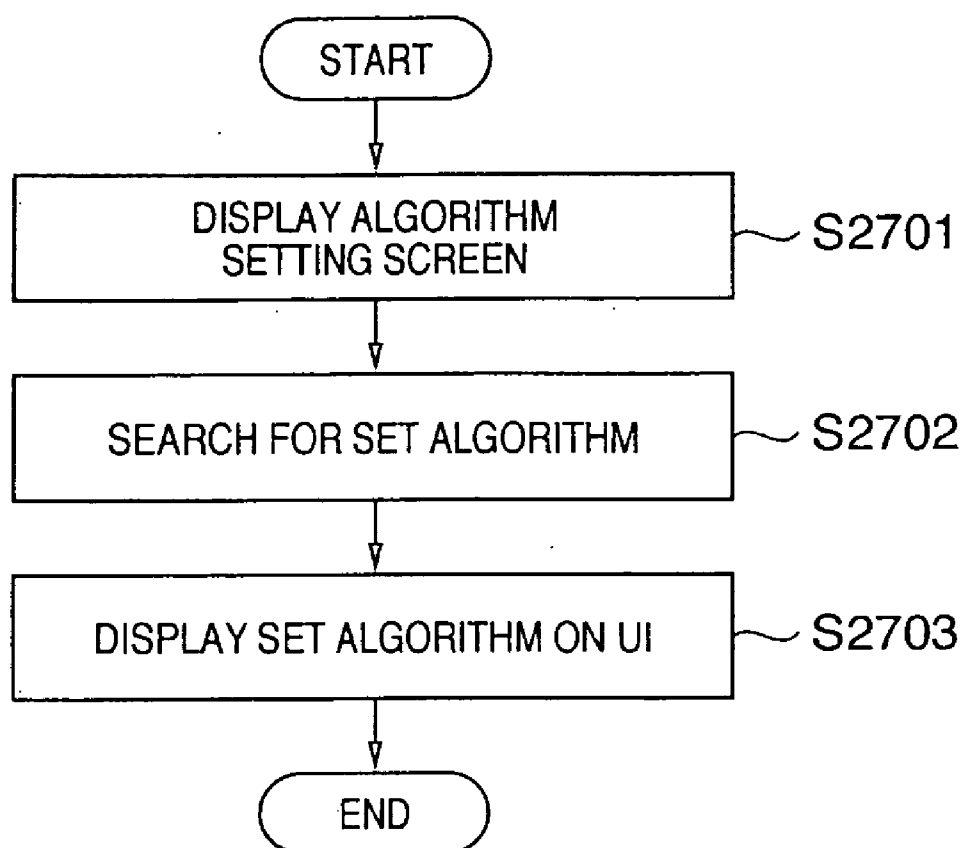 START
DISPLAY ALGORITHM
SETTING SCREEN
S2701
SEARCH FOR SET ALGORITHM
S2702
DISPLAY SET ALGORITHM ON UI
S2703
END